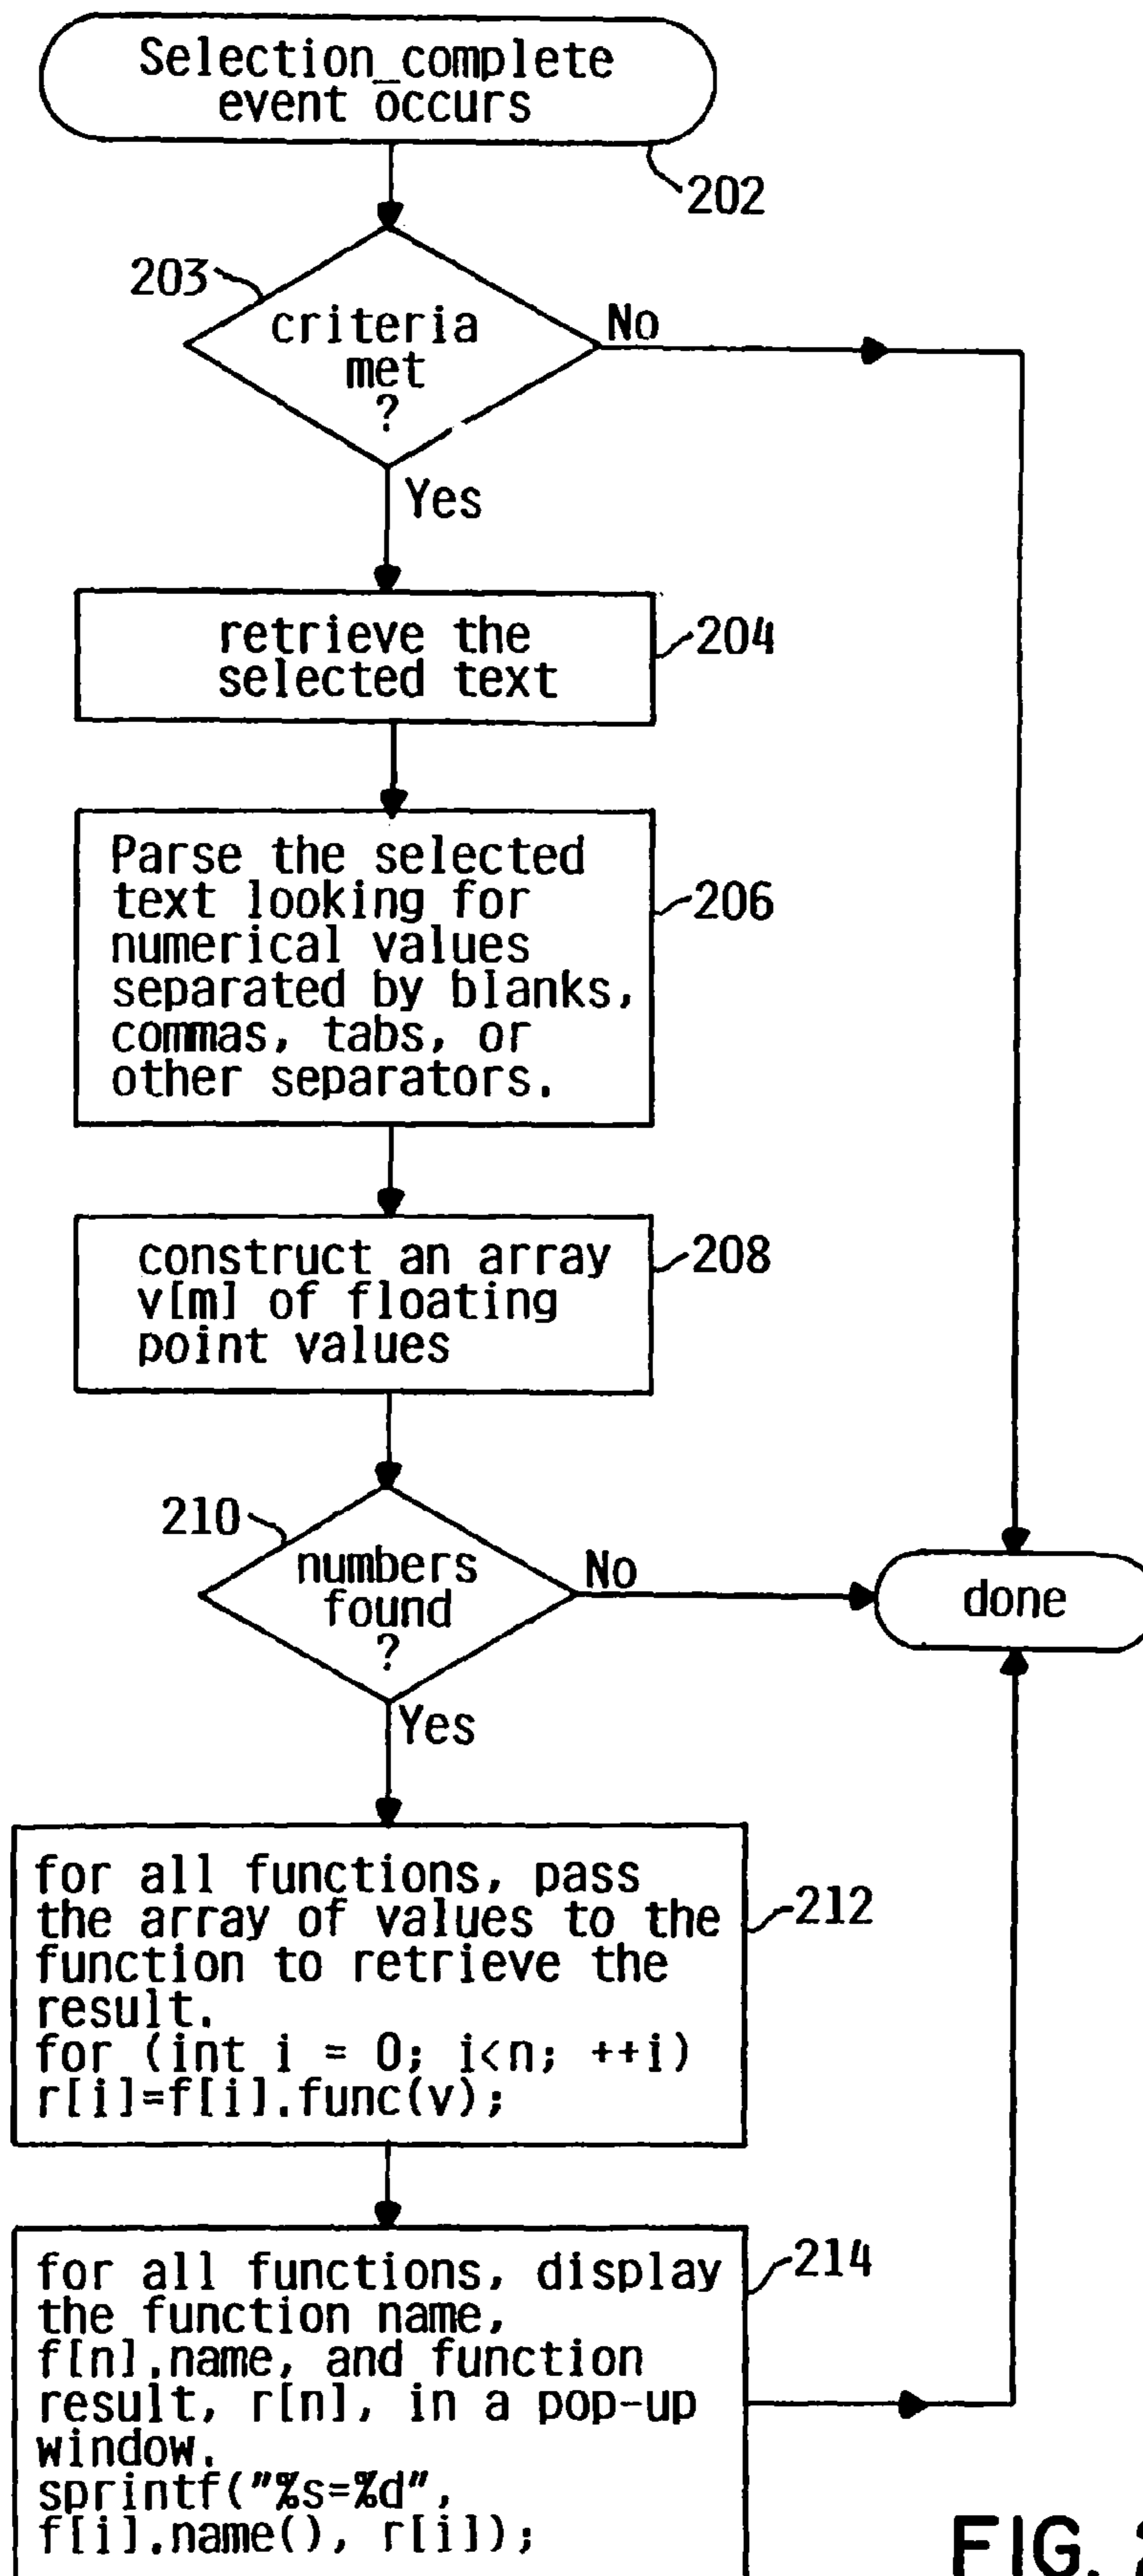 Selection_complete
event occurs
202
203
criteria
met
?
No
Yes
retrieve the
selected text
204
Parse the selected
text looking for
numerical values
separated by blanks,
commas, tabs, or
other separators.
206
construct an array
v[m] of floating
point values
208
210
numbers
found
?
No
done
Yes
for all functions, pass
the array of values to the
function to retrieve the
result.
for (int i = 0; i<n; ++i)
r[i]=f[i].func(v);
212
for all functions, display
the function name,
f[n].name, and function
result, r[n], in a pop-up
window.
sprintf("%s=%d",
f[i].name(), r[i]);
214
FIG. 2